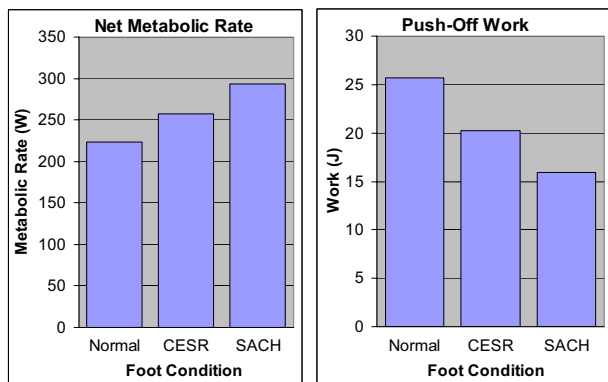 Net Metabolic Rate
Metabolic Rate (W)
350
300
250
200
150
100
50
0
Normal CESR SACH
Foot Condition
Push-Off Work
Work (J)
30
25
20
15
10
5
0
Normal CESR SACH
Foot Condition